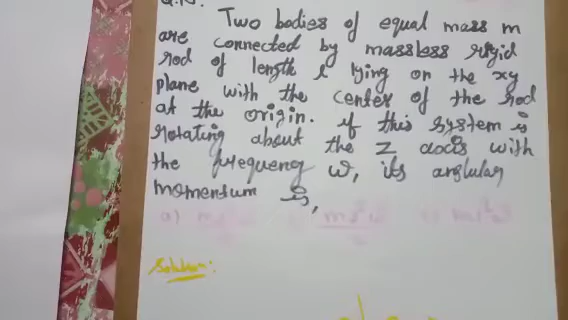 Two bodies of equal mass m
are connected by massless rigid
rod of length l lying on the xy
plane with the center of the rod
at the origin. if this system is
rotating about the z axis with
the frequency ω, its anglular
momentum is,
a)
Solution: